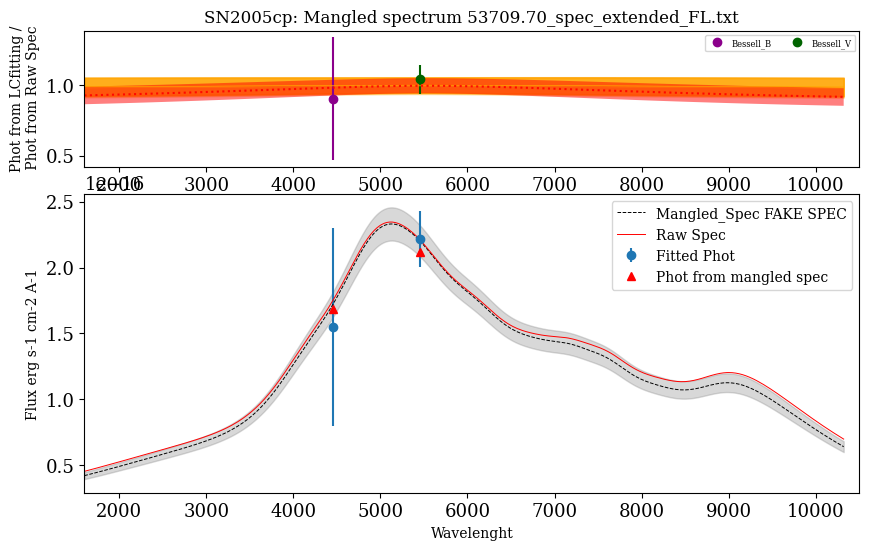 SN2005cp: Mangled spectrum 53709.70_spec_extended_FL.txt
Phot from LCfitting /
Phot from Raw Spec
Bessell_B
Bessell_V
1.0
0.5
2000 3000 4000 5000 6000 7000 8000 9000 10000
1e−16
Mangled_Spec FAKE SPEC
Raw Spec
Fitted Phot
Phot from mangled spec
Flux erg s-1 cm-2 A-1
2.5
2.0
1.5
1.0
0.5
2000 3000 4000 5000 6000 7000 8000 9000 10000
Wavelenght